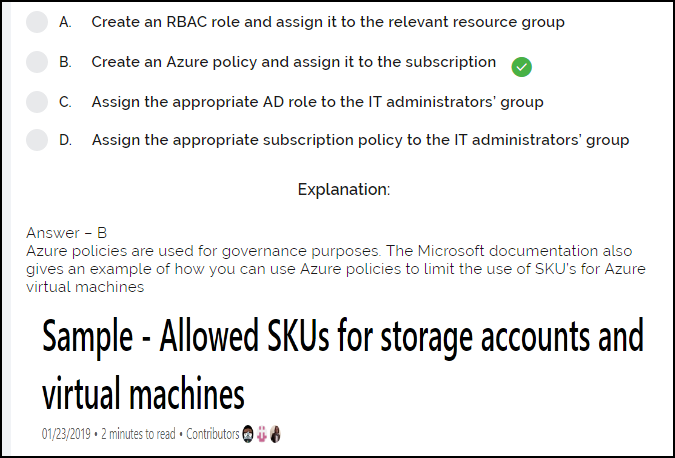 A. Create an RBAC role and assign it to the relevant resource group
B. Create an Azure policy and assign it to the subscription
C. Assign the appropriate AD role to the IT administrators’ group
D. Assign the appropriate subscription policy to the IT administrators’ group
Explanation:
Answer – B
Azure policies are used for governance purposes. The Microsoft documentation also
gives an example of how you can use Azure policies to limit the use of SKU’s for Azure
virtual machines
Sample - Allowed SKUs for storage accounts and
virtual machines
01/23/2019 • 2 minutes to read • Contributors